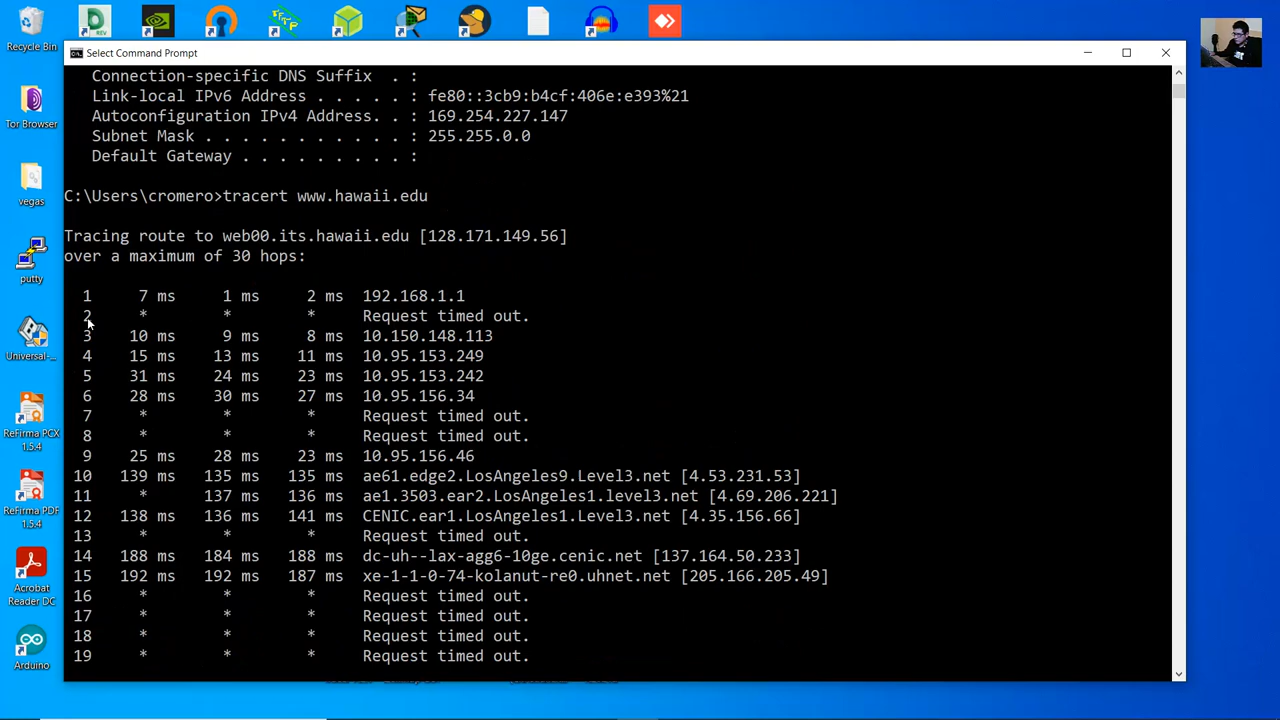 Recycle Bin
Tor Browser
vegas
putty
Universal-...
ReFirma PCX
1.5.4
ReFirma PDF
1.5.4
Acrobat
Reader DC
Arduino
Select Command Prompt
Connection-specific DNS Suffix . :
Link-local IPv6 Address . . . . . : fe80::3cb9:b4cf:406e:e393%21
Autoconfiguration IPv4 Address. . : 169.254.227.147
Subnet Mask . . . . . . . . . . . : 255.255.0.0
Default Gateway . . . . . . . . . :
C:\Users\cromero>tracert www.hawaii.edu
Tracing route to web00.its.hawaii.edu [128.171.149.56]
over a maximum of 30 hops:
1 7 ms 1 ms 2 ms 192.168.1.1
2 * * * Request timed out.
3 10 ms 9 ms 8 ms 10.150.148.113
4 15 ms 13 ms 11 ms 10.95.153.249
5 31 ms 24 ms 23 ms 10.95.153.242
6 28 ms 30 ms 27 ms 10.95.156.34
7 * * * Request timed out.
8 * * * Request timed out.
9 25 ms 28 ms 23 ms 10.95.156.46
10 139 ms 135 ms 135 ms ae61.edge2.LosAngeles9.Level3.net [4.53.231.53]
11 * 137 ms 136 ms ae1.3503.ear2.LosAngeles1.level3.net [4.69.206.221]
12 138 ms 136 ms 141 ms CENIC.ear1.LosAngeles1.Level3.net [4.35.156.66]
13 * * * Request timed out.
14 188 ms 184 ms 188 ms dc-uh--lax-agg6-10ge.cenic.net [137.164.50.233]
15 192 ms 192 ms 187 ms xe-1-1-0-74-kolanut-re0.uhnet.net [205.166.205.49]
16 * * * Request timed out.
17 * * * Request timed out.
18 * * * Request timed out.
19 * * * Request timed out.